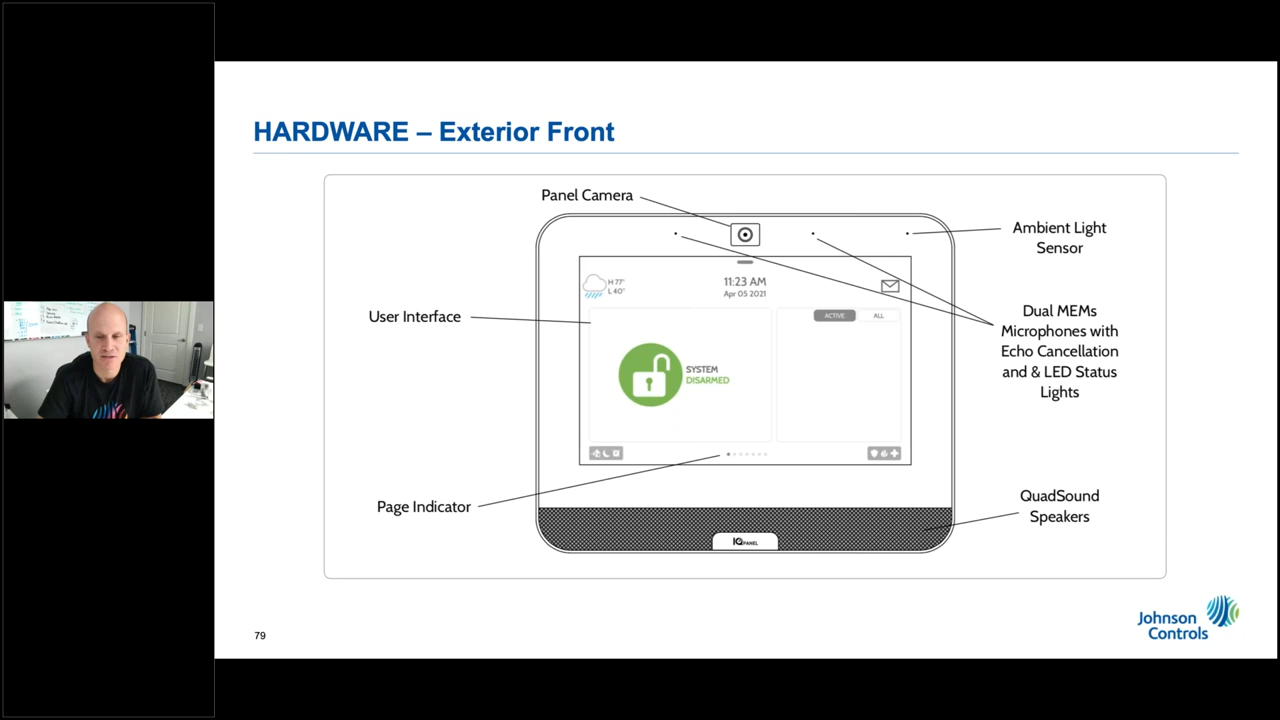 HARDWARE – Exterior Front
Panel Camera
Ambient Light
Sensor
H 77°
L 40°
11:23 AM
Apr 05 2021
User Interface
ACTIVE
ALL
Dual MEMs
Microphones with
Echo Cancellation
and & LED Status
Lights
SYSTEM
DISARMED
Page Indicator
QuadSound
Speakers
IQ PANEL
Johnson
Controls
79